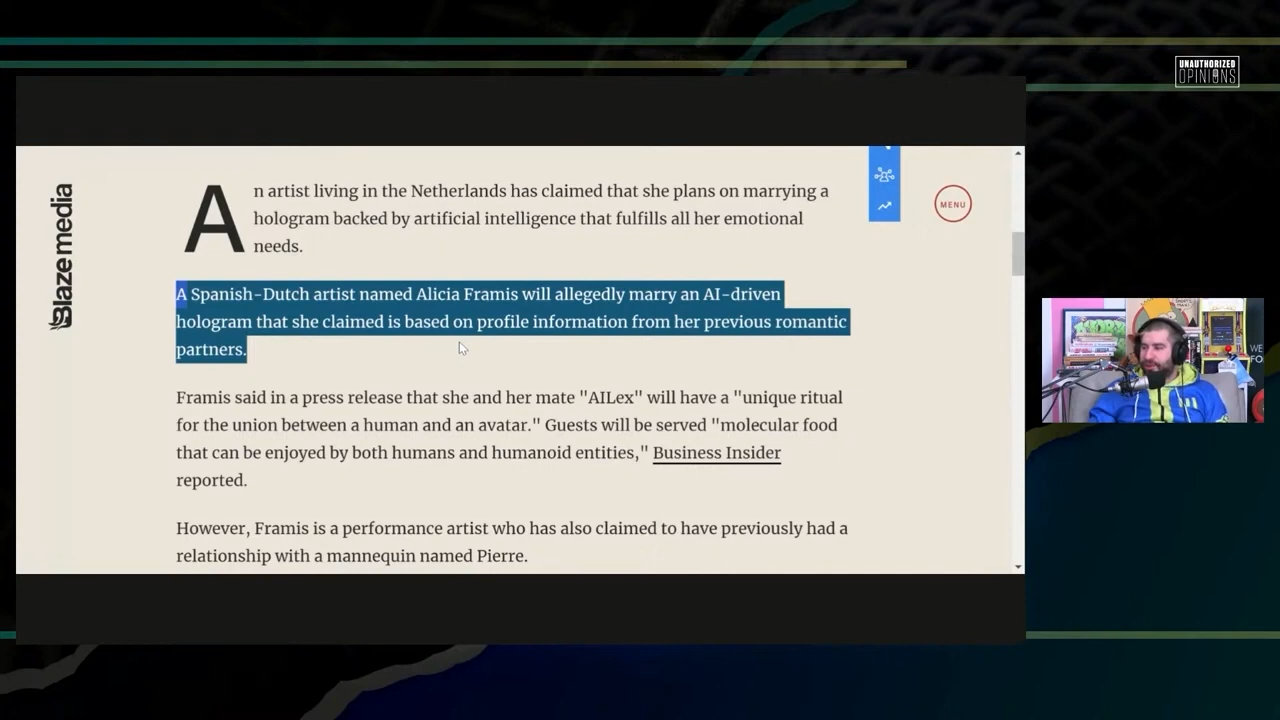 UNAUTHORIZED
OPINIONS
Blaze media
MENU
An artist living in the Netherlands has claimed that she plans on marrying a
hologram backed by artificial intelligence that fulfills all her emotional
needs.
A Spanish-Dutch artist named Alicia Framis will allegedly marry an AI-driven
hologram that she claimed is based on profile information from her previous romantic
partners.
Framis said in a press release that she and her mate "AILex" will have a "unique ritual
for the union between a human and an avatar." Guests will be served "molecular food
that can be enjoyed by both humans and humanoid entities," Business Insider
reported.
However, Framis is a performance artist who has also claimed to have previously had a
relationship with a mannequin named Pierre.
WE
FO